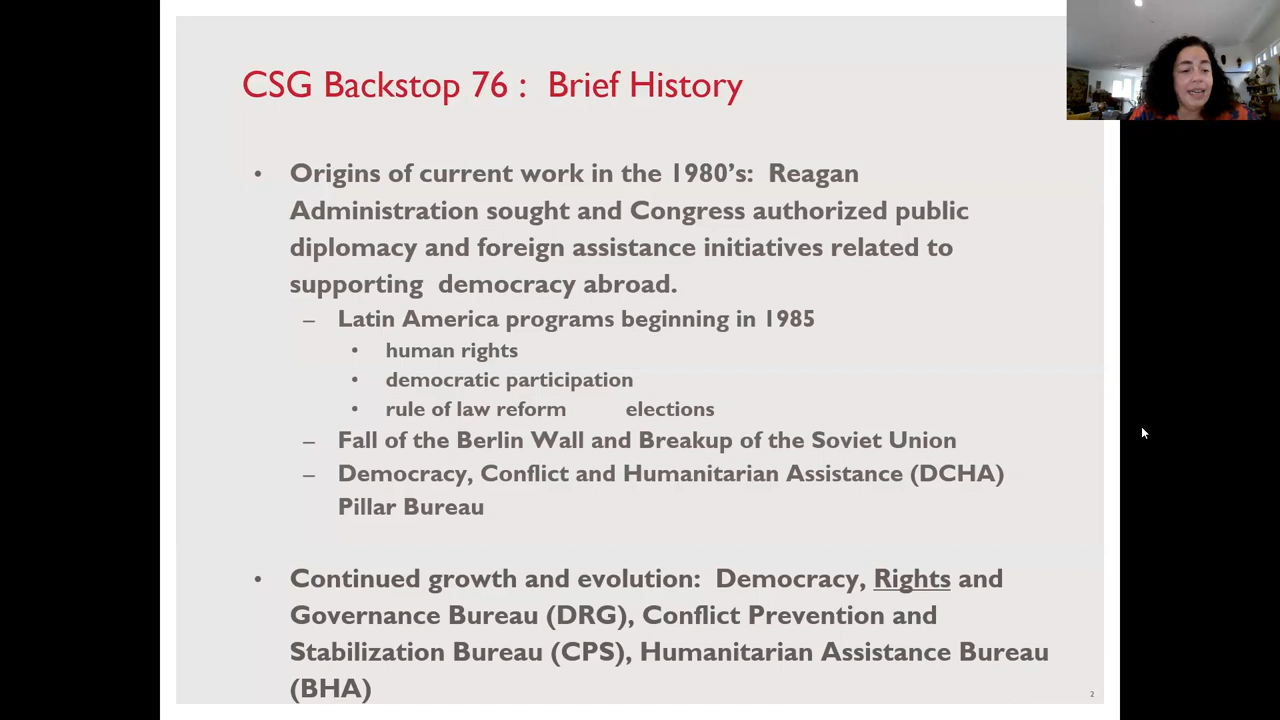 CSG Backstop 76 : Brief History
• Origins of current work in the 1980’s: Reagan
Administration sought and Congress authorized public
diplomacy and foreign assistance initiatives related to
supporting democracy abroad.
– Latin America programs beginning in 1985
• human rights
• democratic participation
• rule of law reform elections
– Fall of the Berlin Wall and Breakup of the Soviet Union
– Democracy, Conflict and Humanitarian Assistance (DCHA)
Pillar Bureau
• Continued growth and evolution: Democracy, Rights and
Governance Bureau (DRG), Conflict Prevention and
Stabilization Bureau (CPS), Humanitarian Assistance Bureau
(BHA)
2